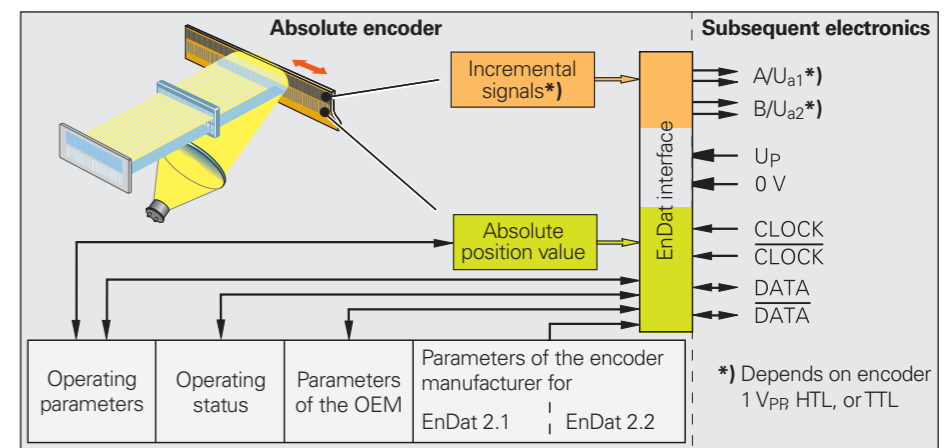 Absolute encoder
Subsequent electronics
Incremental
signals*)
A/Ua1*)
B/Ua2*)
UP
0 V
EnDat interface
Absolute
position value
CLOCK
CLOCK
DATA
DATA
Operating
parameters
Operating
status
Parameters
of the OEM
Parameters of the encoder
manufacturer for
EnDat 2.1
EnDat 2.2
*) Depends on encoder
1 VPP, HTL, or TTL